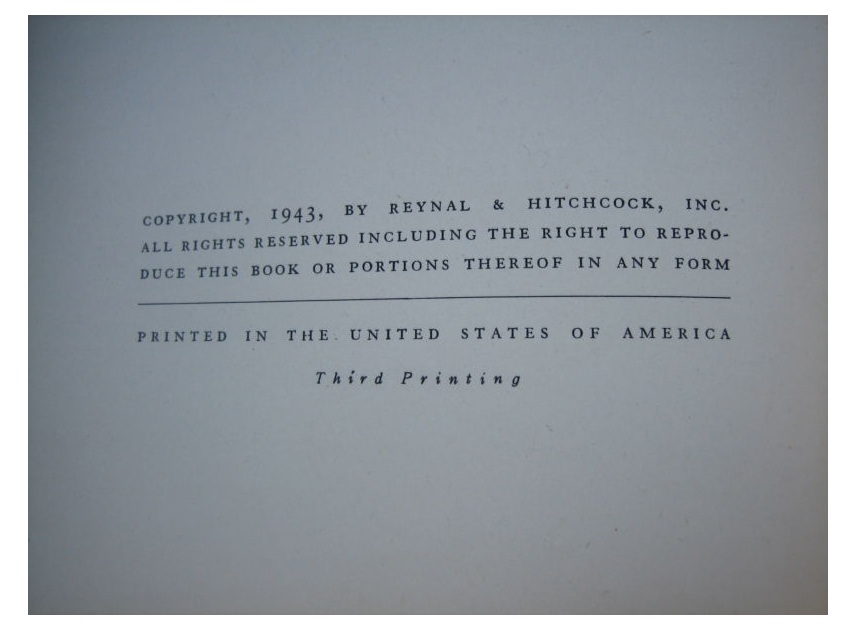 COPYRIGHT, 1943, BY REYNAL & HITCHCOCK, INC.
ALL RIGHTS RESERVED INCLUDING THE RIGHT TO REPRO-
DUCE THIS BOOK OR PORTIONS THEREOF IN ANY FORM
PRINTED IN THE UNITED STATES OF AMERICA
Third Printing